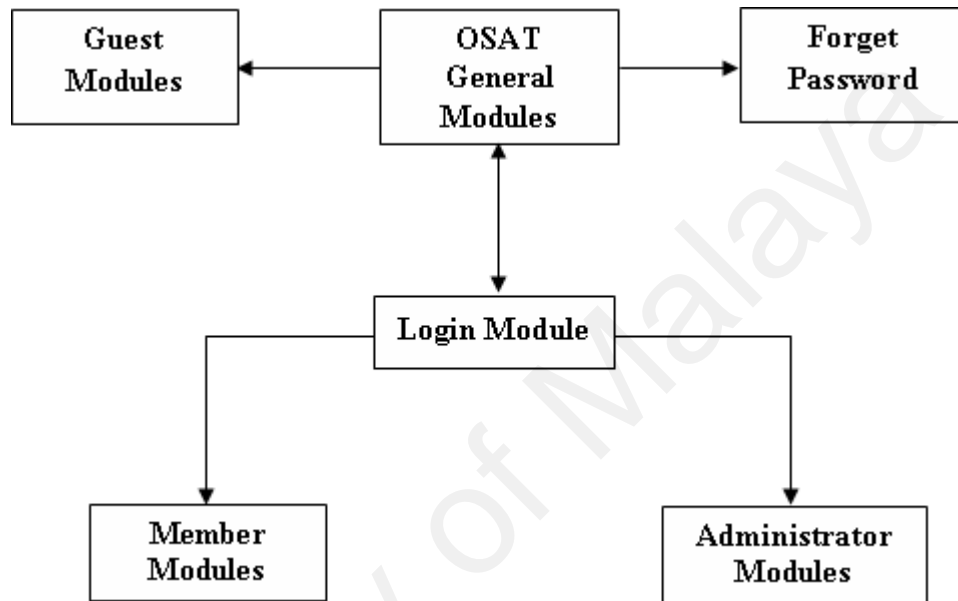 Guest
Modules
OSAT
General
Modules
Forget
Password
Login Module
Member
Modules
Administrator
Modules
y of Malaya